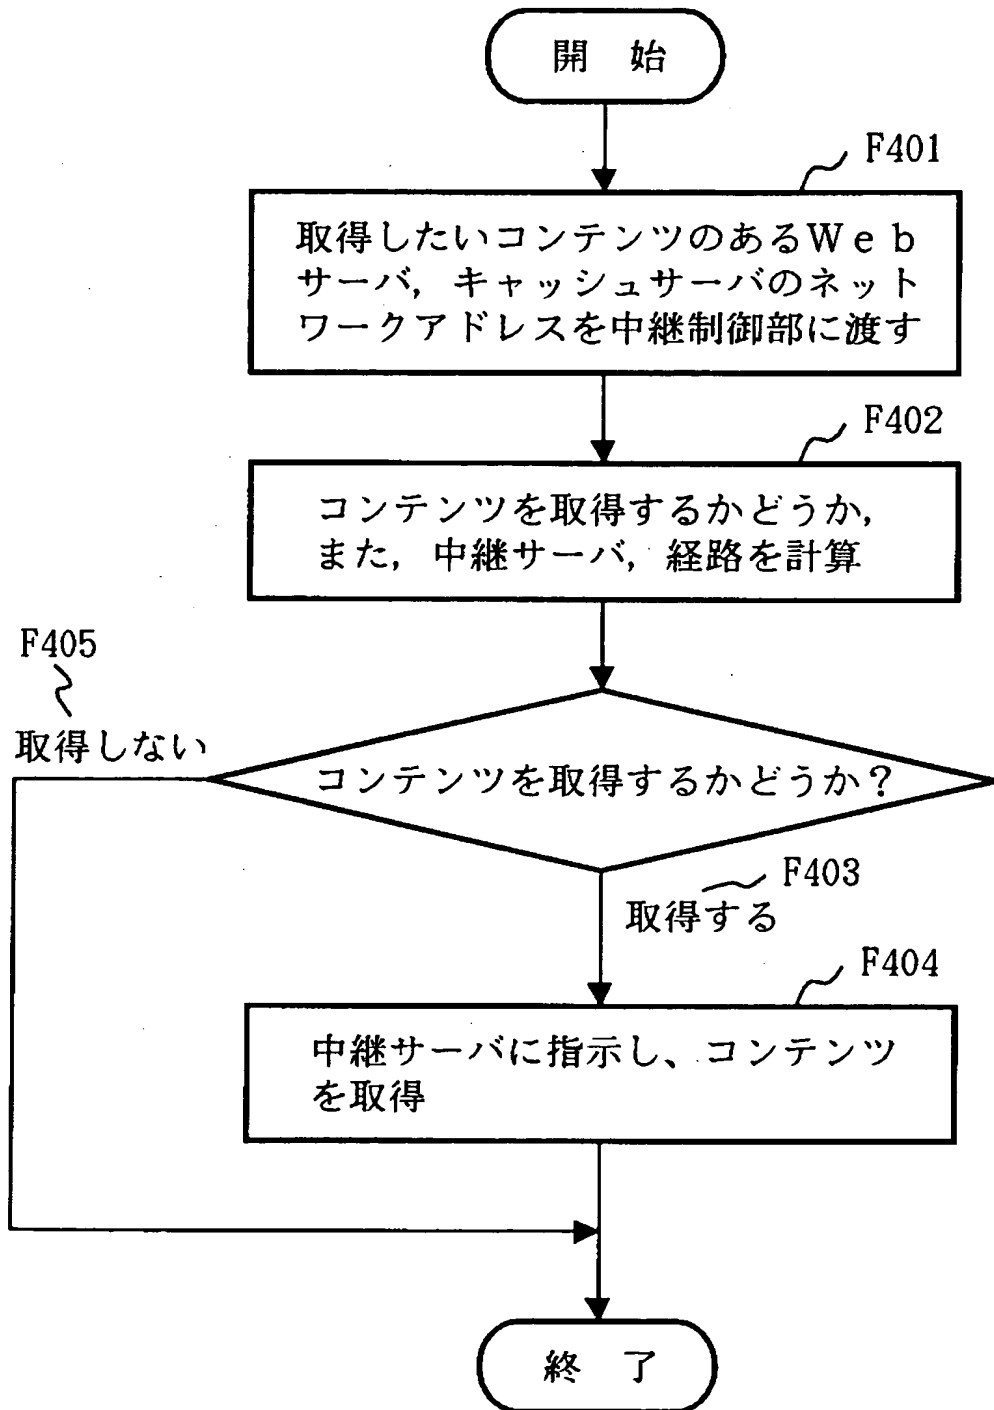 開 始
F401
取得したいコンテンツのあるWeb
サーバ，キャッシュサーバのネット
ワークアドレスを中継制御部に渡す
F402
コンテンツを取得するかどうか，
また，中継サーバ，経路を計算
F405
取得しない
コンテンツを取得するかどうか？
F403
取得する
F404
中継サーバに指示し、コンテンツ
を取得
終 了